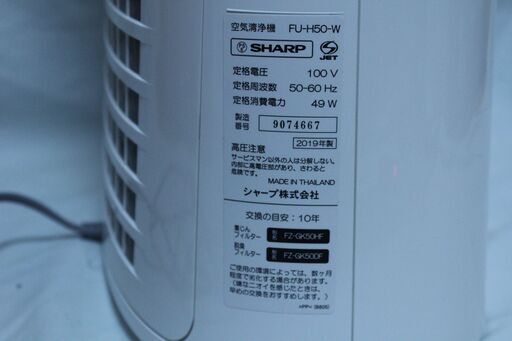 空気清浄機 FU-H50-W
SHARP JET
定格電圧 100 V
定格周波数 50-60 Hz
定格消費電力 49 W
製造番号 9074667
2019年製
高圧注意
サービスマン以外の人は分解しない。
内部に高電圧部があり、さわると
危険です。
MADE IN THAILAND
シャープ株式会社
交換の目安：10年
集じんフィルター 形名 FZ-GK50HF
脱臭フィルター 形名 FZ-GK50DF
ご使用の環境によっては、数ヶ月
程度で劣化する場合があります。
(嫌なニオイを感じたときは、
早めの交換をおすすめします。)